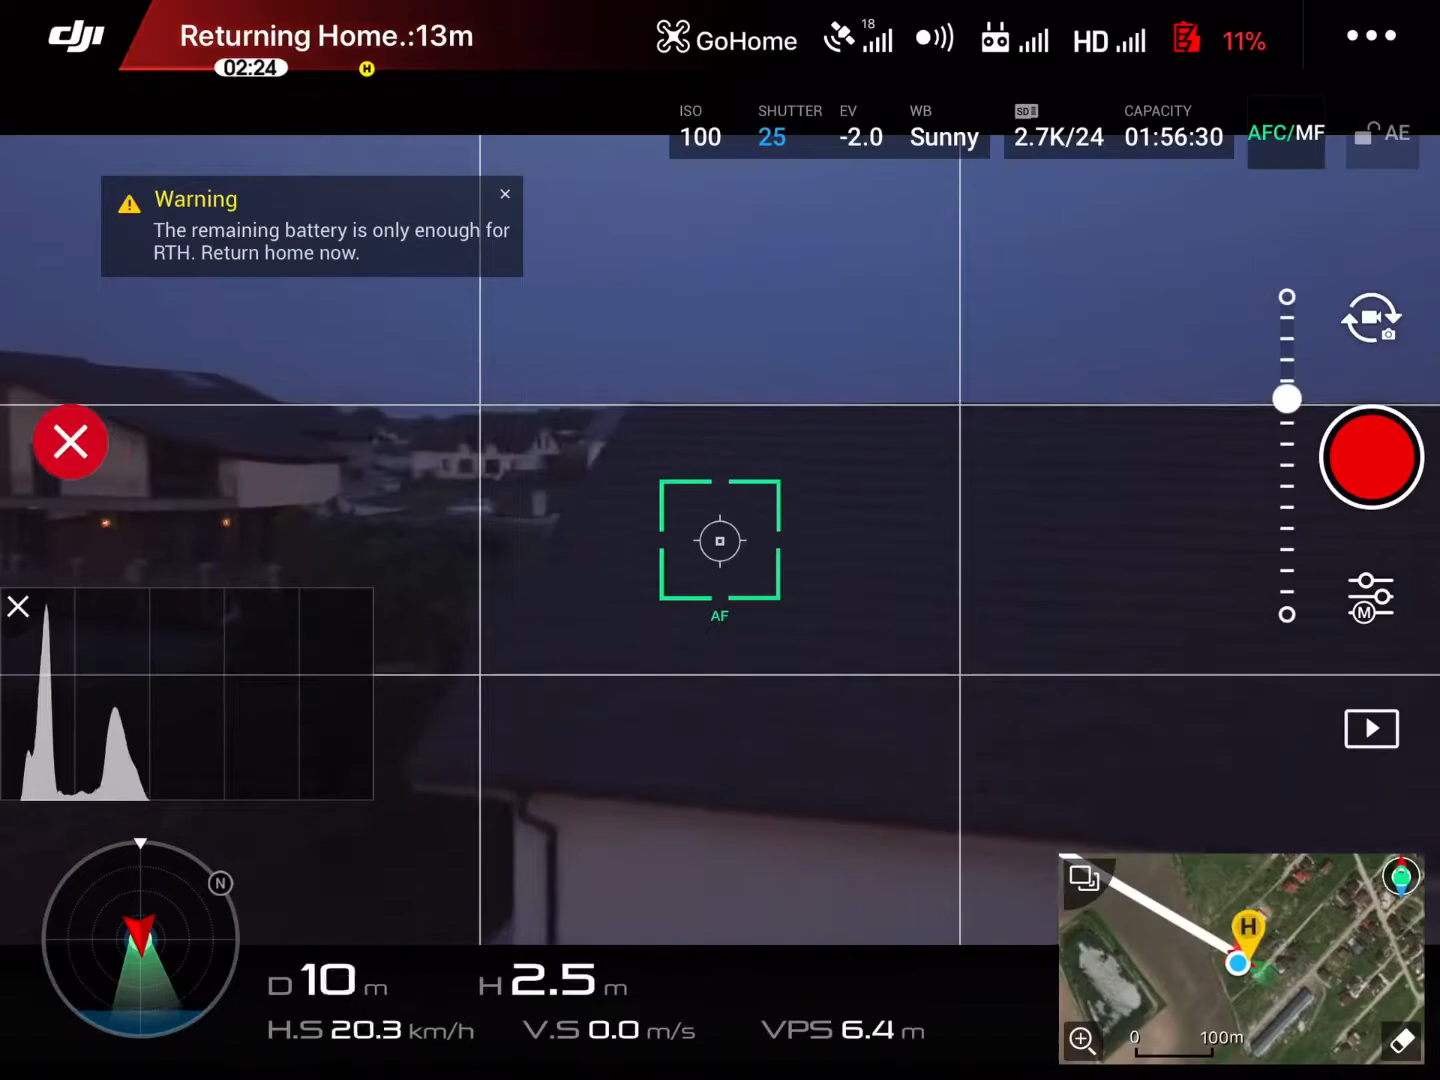 dji
Returning Home.:13m
02:24
H
GoHome
18
HD
11%
ISO
100
SHUTTER
25
EV
-2.0
WB
Sunny
SD
2.7K/24
CAPACITY
01:56:30
AFC/MF
AE
Warning
The remaining battery is only enough for
RTH. Return home now.
AF
M
N
H
0
100m
D 10 m
H 2.5 m
H.S 20.3 km/h
V.S 0.0 m/s
VPS 6.4 m